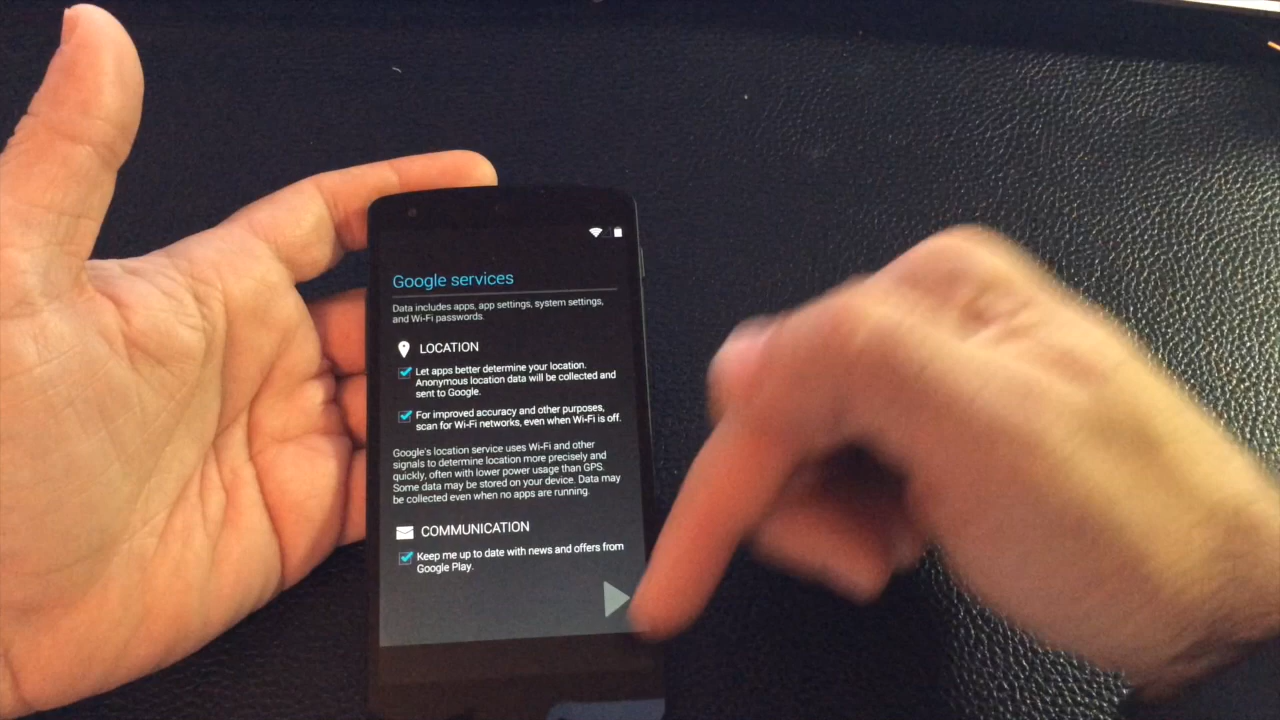 Google services
Data includes apps, app settings, system settings,
and Wi-Fi passwords.
LOCATION
Let apps better determine your location.
Anonymous location data will be collected and
sent to Google.
For improved accuracy and other purposes,
scan for Wi-Fi networks, even when Wi-Fi is off.
Google's location service uses Wi-Fi and other
signals to determine location more precisely and
quickly, often with lower power usage than GPS.
Some data may be stored on your device. Data may
be collected even when no apps are running.
COMMUNICATION
Keep me up to date with news and offers from
Google Play.